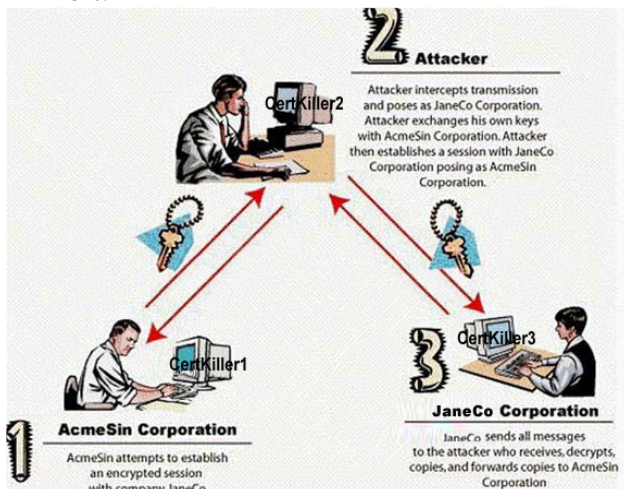 2 Attacker
Attacker intercepts transmission
and poses as JaneCo Corporation.
Attacker exchanges his own keys
with AcmeSin Corporation. Attacker
then establishes a session with JaneCo
Corporation posing as AcmeSin
Corporation.
CertKiller2
CertKiller1
1
AcmeSin Corporation
AcmeSin attempts to establish
an encrypted session
with company JaneCo
CertKiller3
3
JaneCo Corporation
JaneCo sends all messages
to the attacker who receives, decrypts,
copies, and forwards copies to AcmeSin
Corporation